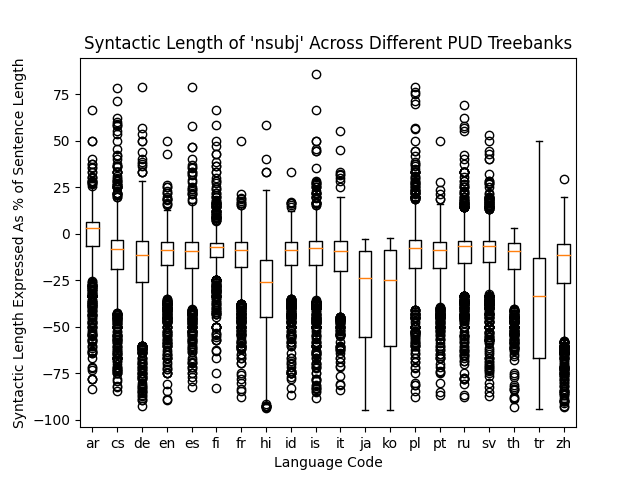 Syntactic Length of 'nsubj' Across Different PUD Treebanks
Syntactic Length Expressed As % of Sentence Length
75
50
25
0
−25
−50
−75
−100
ar cs de en es fi fr hi id is it ja ko pl pt ru sv th tr zh
Language Code